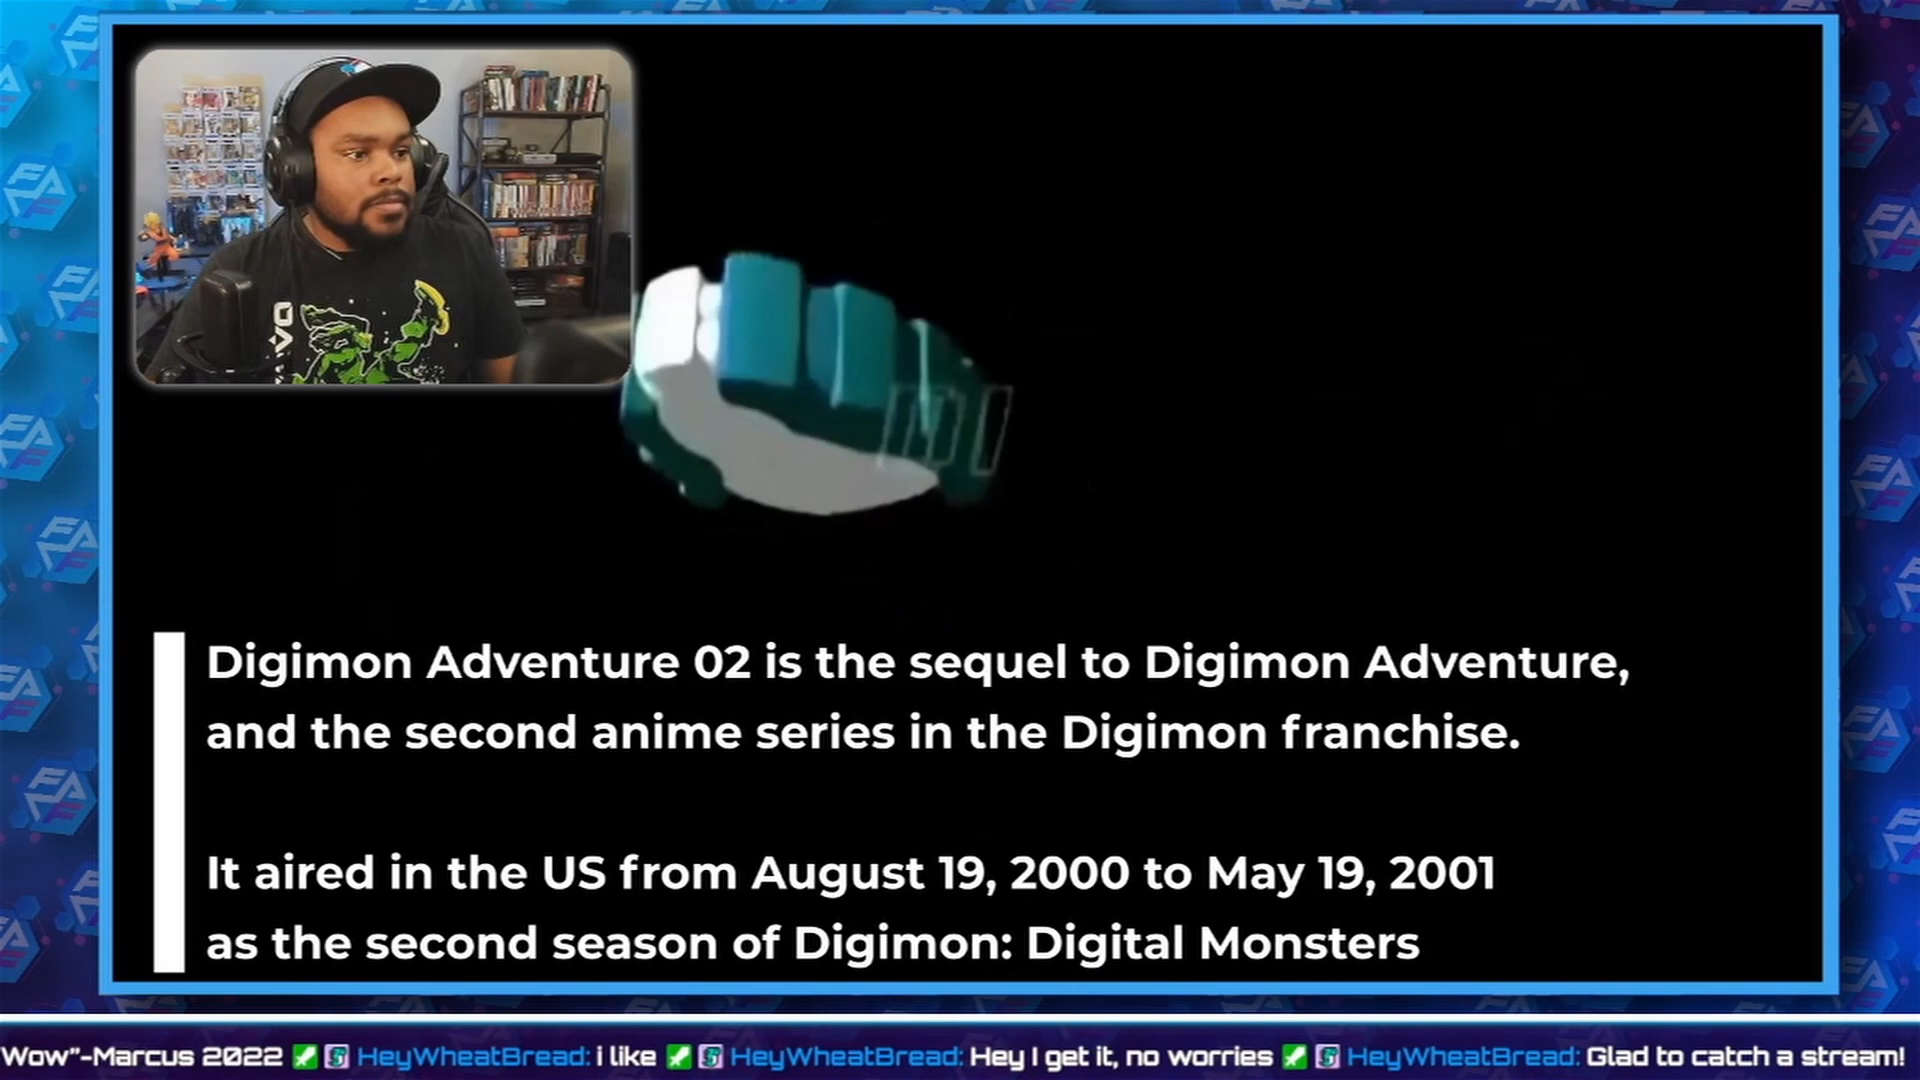 Digimon Adventure 02 is the sequel to Digimon Adventure,
and the second anime series in the Digimon franchise.
It aired in the US from August 19, 2000 to May 19, 2001
as the second season of Digimon: Digital Monsters
Wow"-Marcus 2022 HeyWheatBread: i like HeyWheatBread: Hey I get it, no worries HeyWheatBread: Glad to catch a stream!